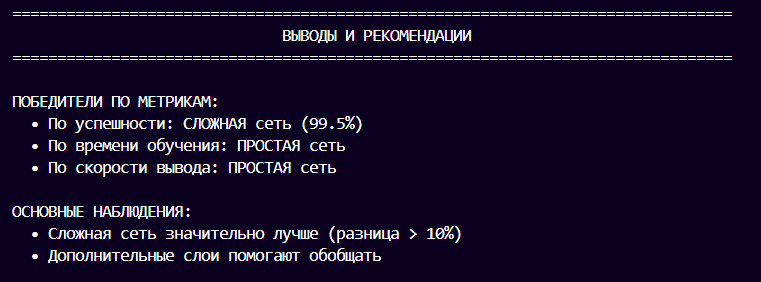 ================================================================================
ВЫВОДЫ И РЕКОМЕНДАЦИИ
================================================================================
ПОБЕДИТЕЛИ ПО МЕТРИКАМ:
• По успешности: СЛОЖНАЯ сеть (99.5%)
• По времени обучения: ПРОСТАЯ сеть
• По скорости вывода: ПРОСТАЯ сеть
ОСНОВНЫЕ НАБЛЮДЕНИЯ:
• Сложная сеть значительно лучше (разница > 10%)
• Дополнительные слои помогают обобщать